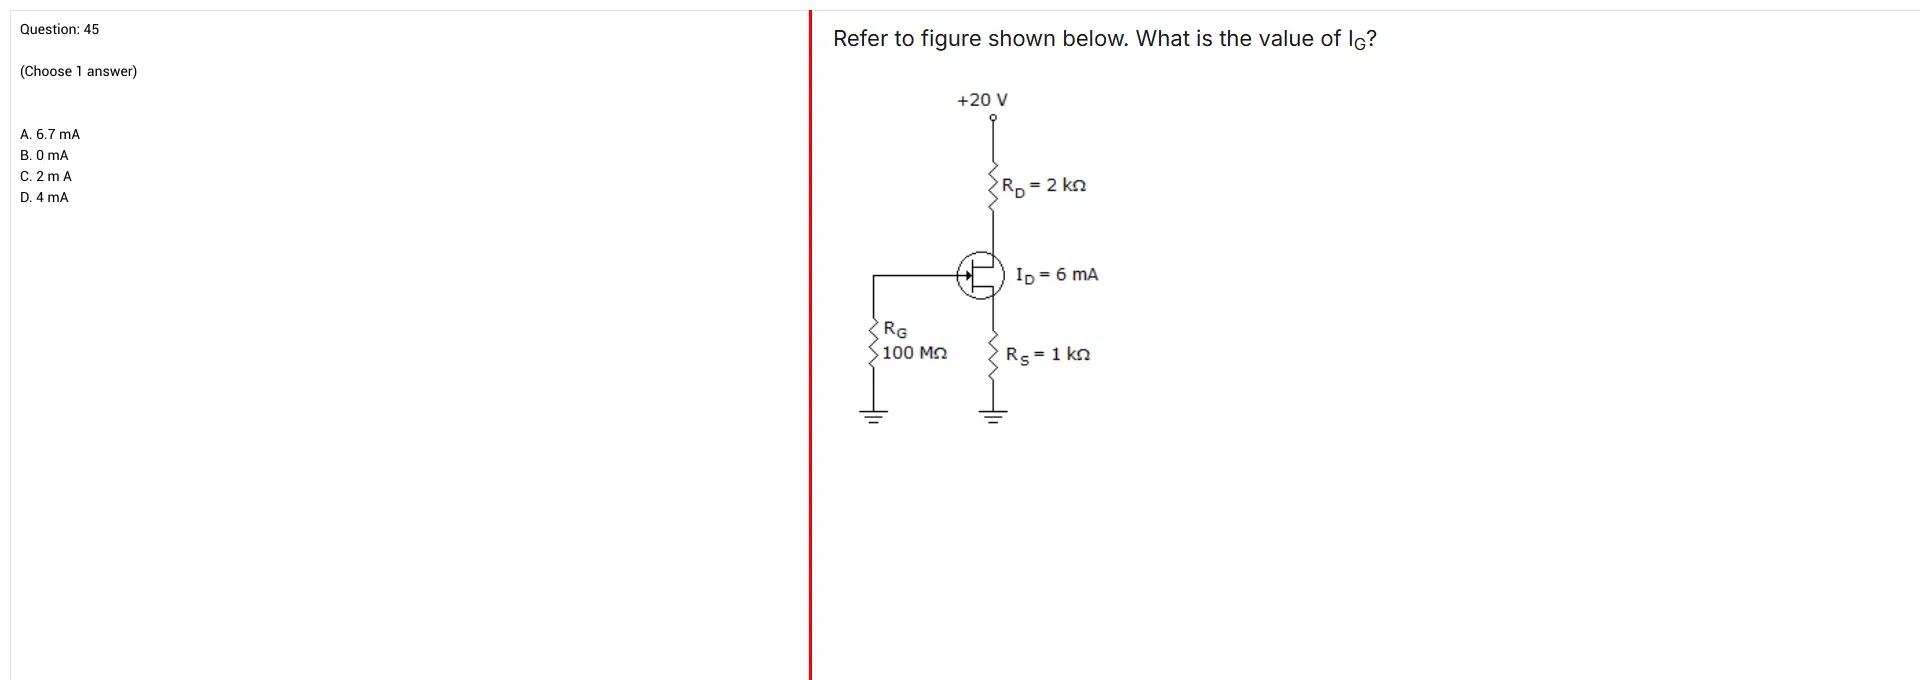 Question: 45
(Choose 1 answer)
A. 6.7 mA
B. 0 mA
C. 2 m A
D. 4 mA
Refer to figure shown below. What is the value of IG?
+20 V
RD = 2 kΩ
ID = 6 mA
RG
100 MΩ
RS = 1 kΩ